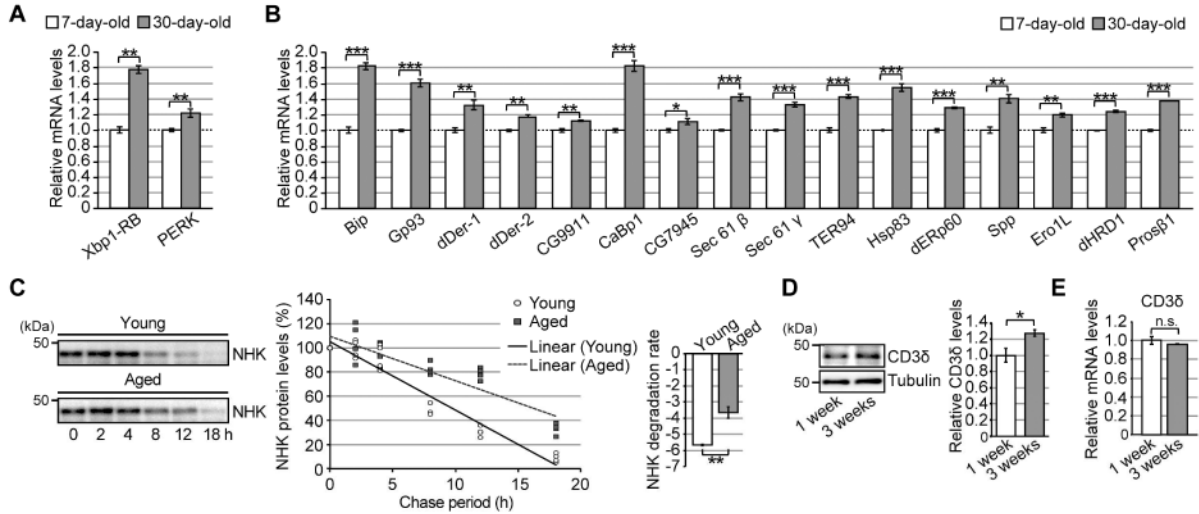 A
7-day-old 30-day-old
Relative mRNA levels
2.0
1.8
1.6
1.4
1.2
1.0
0.8
0.6
0.4
0.2
0
**
**
Xbp1-RB
PERK
B
7-day-old 30-day-old
Relative mRNA levels
2.0
1.8
1.6
1.4
1.2
1.0
0.8
0.6
0.4
0.2
0
***
***
**
**
**
***
*
***
***
***
***
***
**
**
***
***
Bip
Gp93
dDer-1
dDer-2
CG9911
CaBp1
CG7945
Sec 61 β
Sec 61 γ
TER94
Hsp83
dERp60
Spp
Ero1L
dHRD1
Prosβ1
C
(kDa)
Young
50
NHK
Aged
50
NHK
0 2 4 8 12 18 h
NHK protein levels (%)
140
120
100
80
60
40
20
0
0 5 10 15 20
Chase period (h)
Young
Aged
Linear (Young)
Linear (Aged)
NHK degradation rate
Young
Aged
0
-1
-2
-3
-4
-5
-6
-7
**
D
(kDa)
50
CD3δ
50
Tubulin
1 week
3 weeks
Relative CD3δ levels
1.4
1.2
1
0.8
0.6
0.4
0.2
0
*
1 week
3 weeks
E
CD3δ
Relative mRNA levels
1.2
1
0.8
0.6
0.4
0.2
0
n.s.
1 week
3 weeks